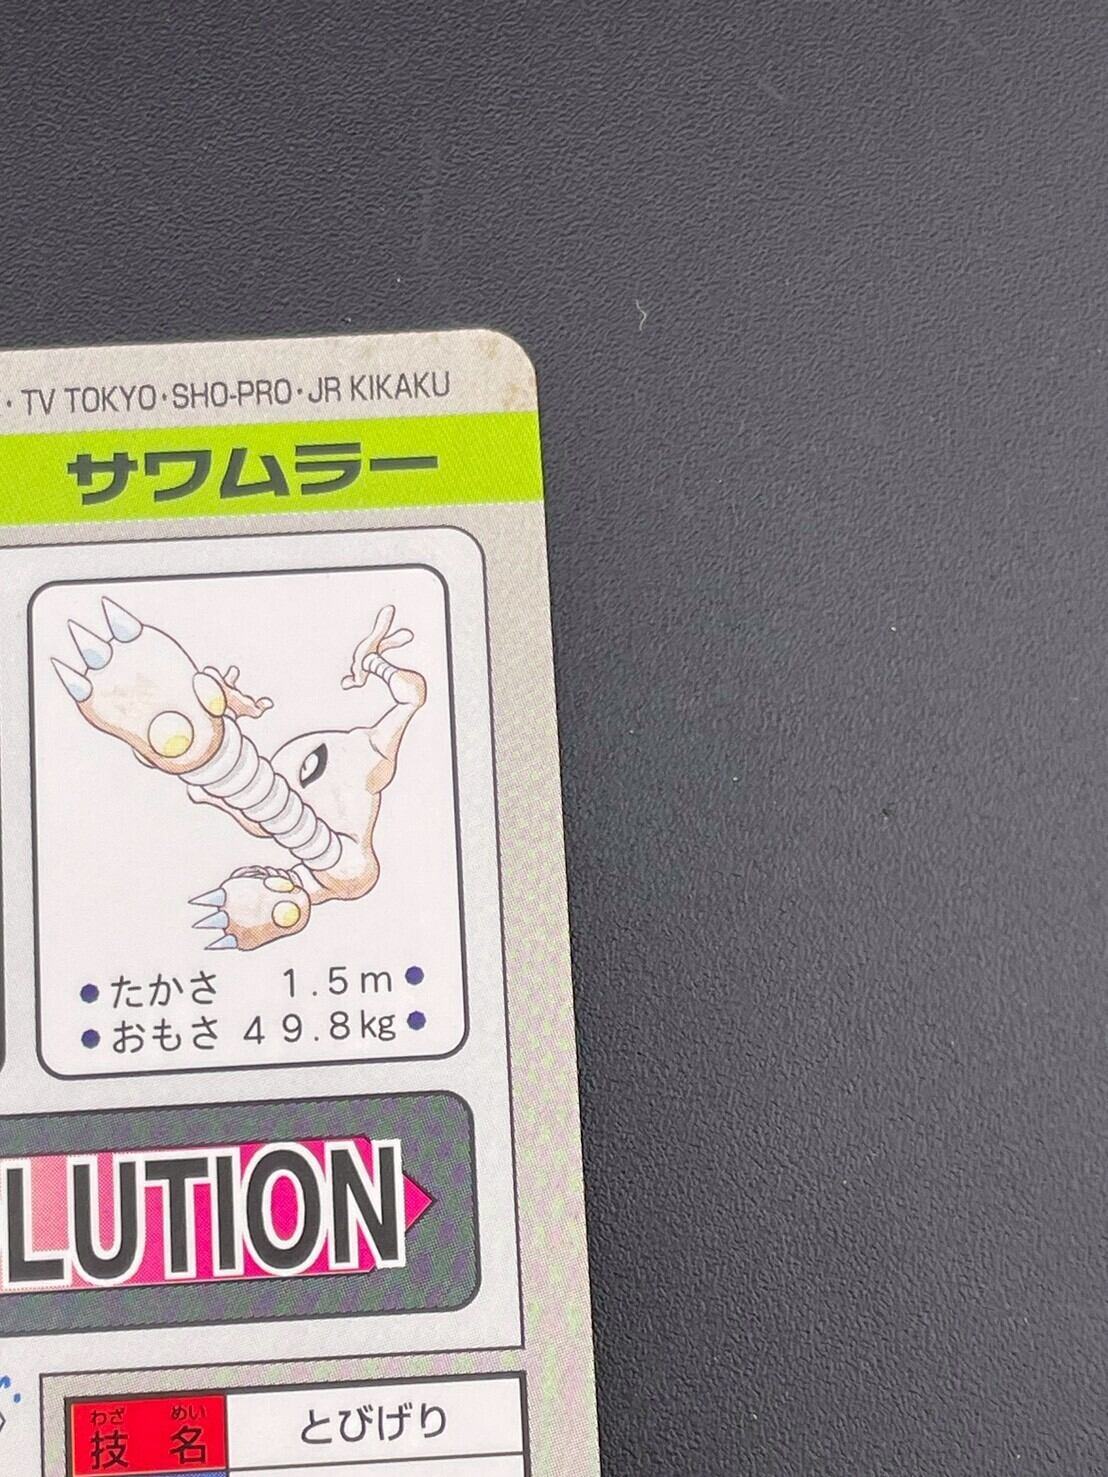 ・TV TOKYO・SHO-PRO・JR KIKAKU
サワムラー
●たかさ 1.5m●
●おもさ 49.8kg●
LUTION
わざ めい
技名 とびげり